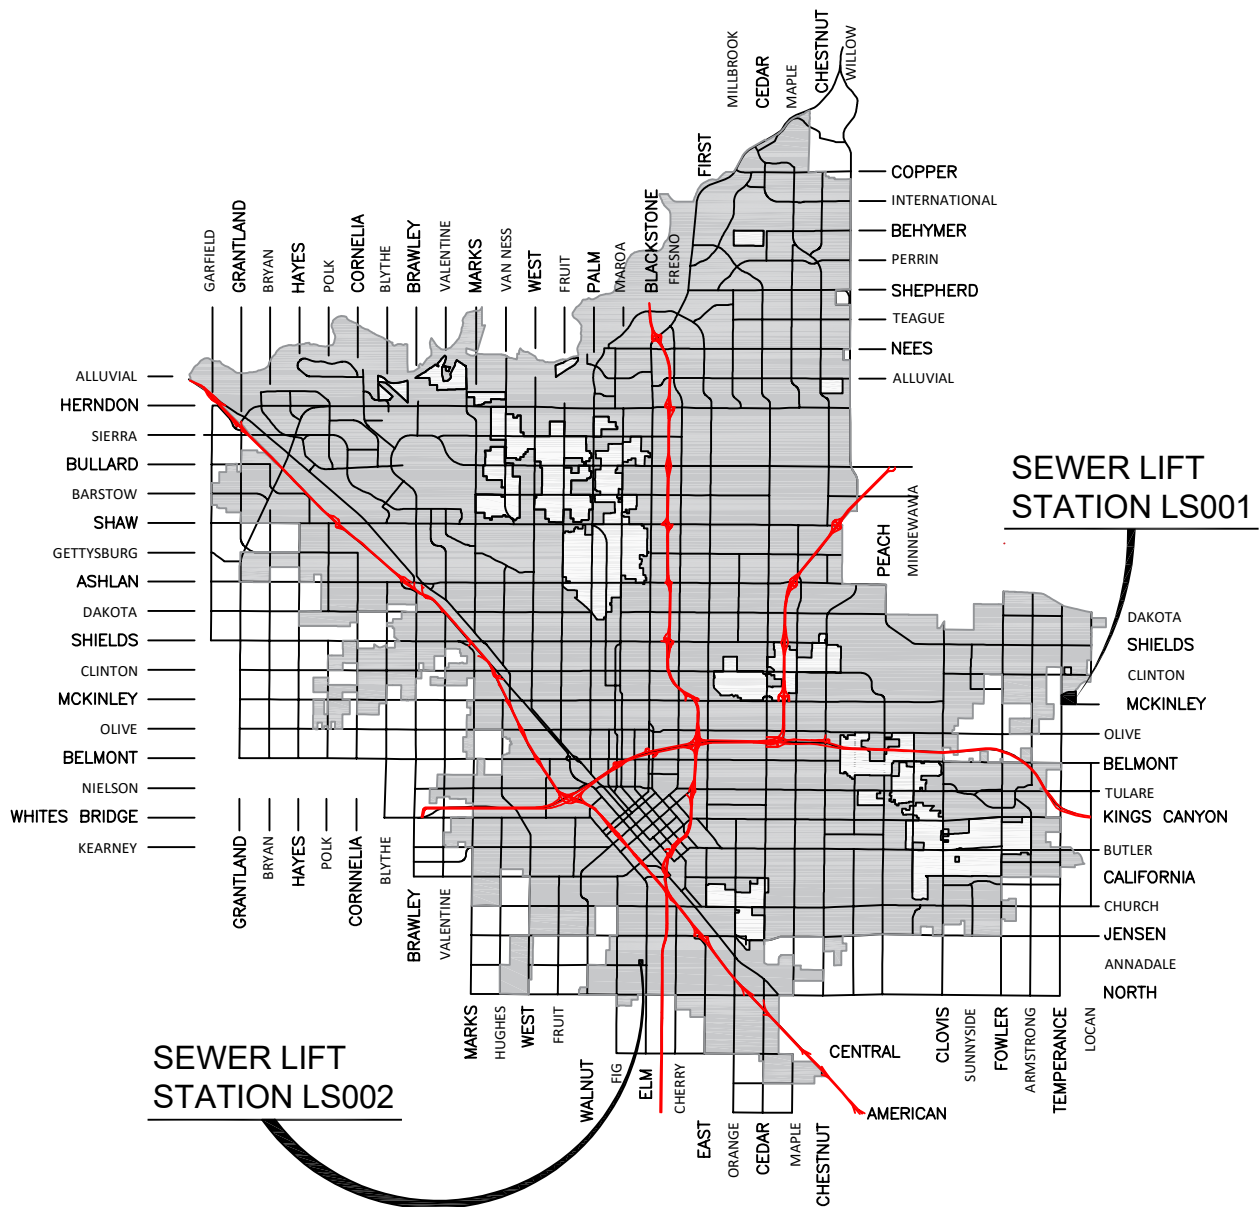 MILLBROOK
CEDAR
MAPLE
CHESTNUT
WILLOW
FIRST
COPPER
INTERNATIONAL
BEHYMER
PERRIN
SHEPHERD
TEAGUE
NEES
ALLUVIAL
GARFIELD
GRANTLAND
BRYAN
HAYES
POLK
CORNELIA
BLYTHE
BRAWLEY
VALENTINE
MARKS
VAN NESS
WEST
FRUIT
PALM
MAROA
BLACKSTONE
FRESNO
ALLUVIAL
HERNDON
SIERRA
BULLARD
BARSTOW
SHAW
GETTYSBURG
ASHLAN
DAKOTA
SHIELDS
CLINTON
MCKINLEY
OLIVE
BELMONT
NIELSON
WHITES BRIDGE
KEARNEY
SEWER LIFT
STATION LS001
PEACH
MINNEWAWA
DAKOTA
SHIELDS
CLINTON
MCKINLEY
OLIVE
BELMONT
TULARE
KINGS CANYON
BUTLER
CALIFORNIA
CHURCH
JENSEN
ANNADALE
NORTH
GRANTLAND
BRYAN
HAYES
POLK
CORNNELIA
BLYTHE
BRAWLEY
VALENTINE
MARKS
HUGHES
WEST
FRUIT
WALNUT
FIG
ELM
CHERRY
EAST
ORANGE
CEDAR
MAPLE
CHESTNUT
CENTRAL
AMERICAN
CLOVIS
SUNNYSIDE
FOWLER
ARMSTRONG
TEMPERANCE
LOCAN
SEWER LIFT
STATION LS002